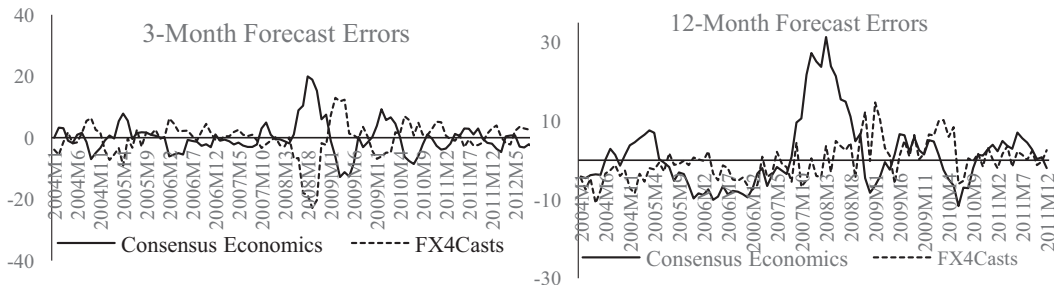 3-Month Forecast Errors
40
20
0
-20
-40
2004M1
2004M6
2004M11
2005M4
2005M9
2006M2
2006M7
2006M12
2007M5
2007M10
2008M3
2008M8
2009M1
2009M6
2009M11
2010M4
2010M9
2011M2
2011M7
2011M12
2012M5
Consensus Economics
FX4Casts
12-Month Forecast Errors
30
10
-10
-30
2004M1
2004M6
2004M11
2005M4
2005M9
2006M2
2006M7
2006M12
2007M5
2007M10
2008M3
2008M8
2009M1
2009M6
2009M11
2010M4
2010M9
2011M2
2011M7
2011M12
Consensus Economics
FX4Casts